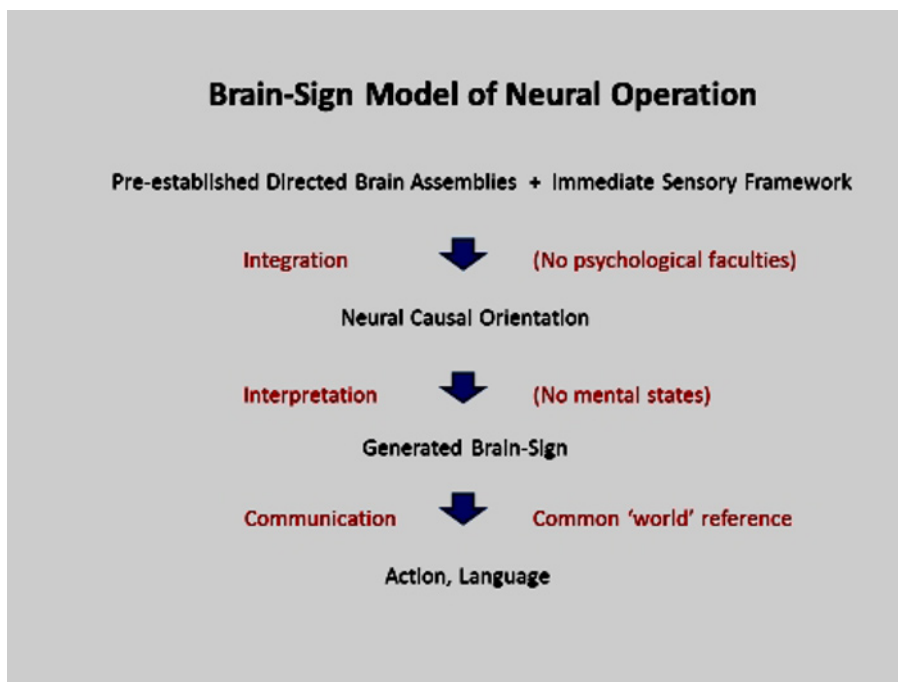 Brain-Sign Model of Neural Operation
Pre-established Directed Brain Assemblies + Immediate Sensory Framework
Integration (No psychological faculties)
Neural Causal Orientation
Interpretation (No mental states)
Generated Brain-Sign
Communication Common ‘world’ reference
Action, Language